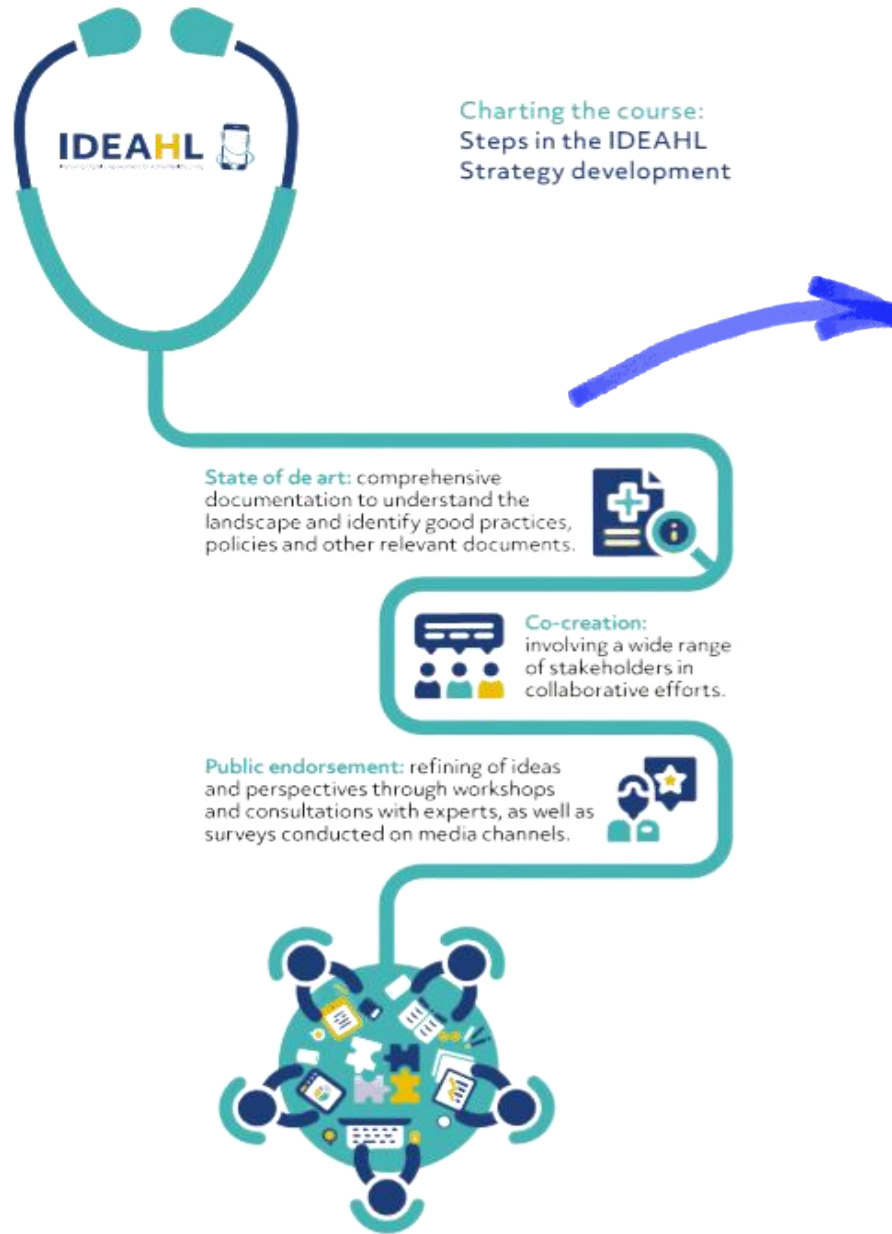 IDEAHL
Charting the course:
Steps in the IDEAHL
Strategy development
State of de art: comprehensive
documentation to understand the
landscape and identify good practices,
policies and other relevant documents.
Co-creation:
involving a wide range
of stakeholders in
collaborative efforts.
Public endorsement: refining of ideas
and perspectives through workshops
and consultations with experts, as well as
surveys conducted on media channels.